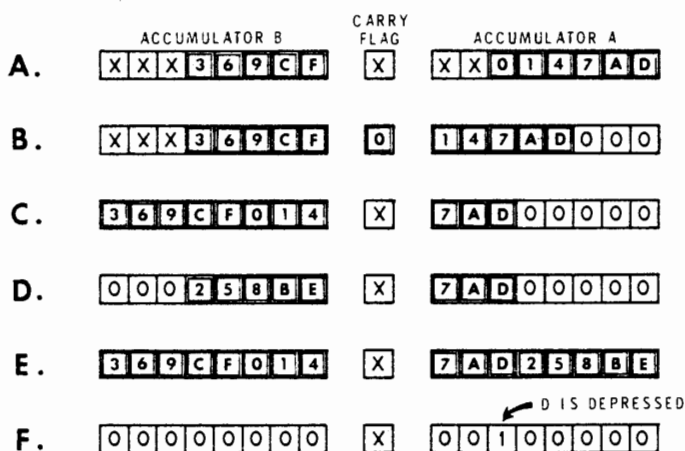 CARRY
ACCUMULATOR B FLAG ACCUMULATOR A
A. X X X 3 6 9 C F X X X 0 1 4 7 A D
B. X X X 3 6 9 C F 0 1 4 7 A D 0 0 0
C. 3 6 9 C F 0 1 4 X 7 A D 0 0 0 0 0
D. 0 0 0 2 5 8 B E X 7 A D 0 0 0 0 0
E. 3 6 9 C F 0 1 4 X 7 A D 2 5 8 B E
D IS DEPRESSED
F. 0 0 0 0 0 0 0 0 X 0 0 1 0 0 0 0 0